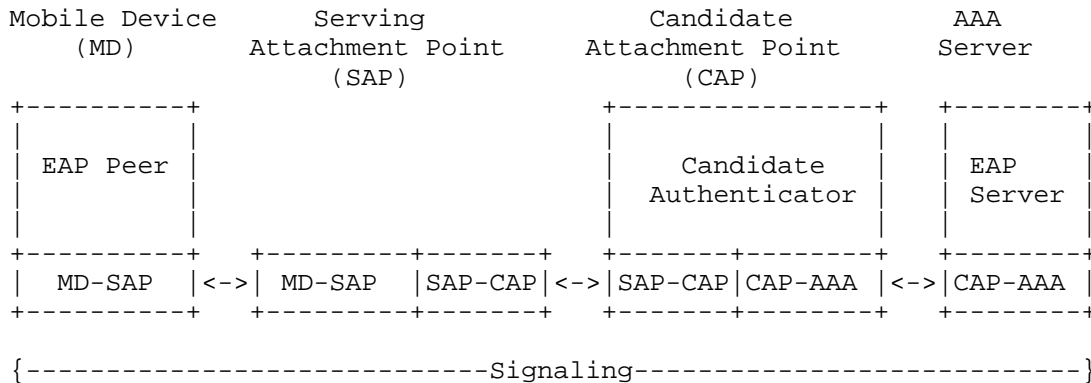 Mobile Device       Serving                  Candidate          AAA
     (MD)       Attachment Point          Attachment Point     Server
                     (SAP)                     (CAP)
+----------+                            +----------------+   +--------+
|          |                            |                |   |        |
| EAP Peer |                            |    Candidate   |   | EAP    |
|          |                            |  Authenticator |   | Server |
|          |                            |                |   |        |
+----------+    +---------+-------+     +-------+--------+   +--------+
|  MD-SAP  |<->| MD-SAP  |SAP-CAP|<->|SAP-CAP|CAP-AAA |<->|CAP-AAA |
+----------+    +---------+-------+     +-------+--------+   +--------+
{-----------------------------Signaling----------------------------}